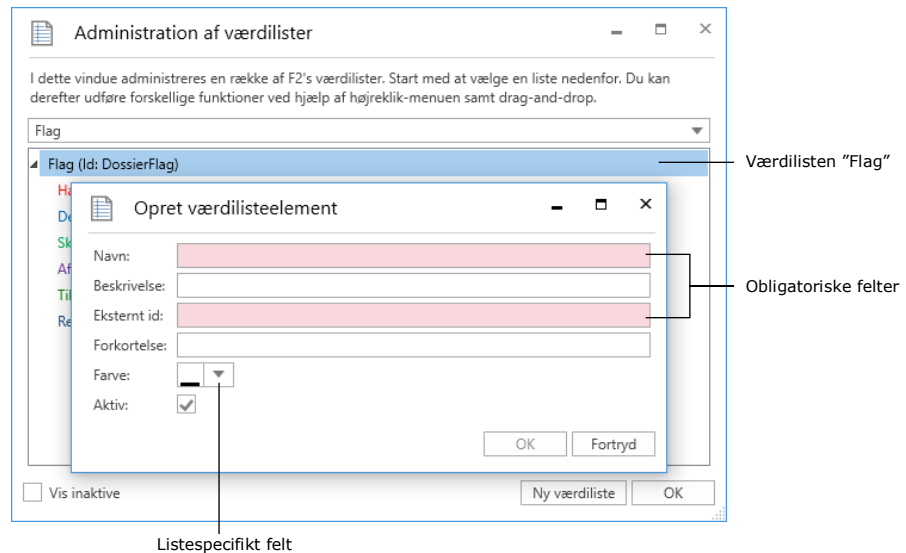 Administration af værdilister
I dette vindue administreres en række af F2's værdilister. Start med at vælge en liste nedenfor. Du kan
derefter udføre forskellige funktioner ved hjælp af højreklik-menuen samt drag-and-drop.
Flag
Flag (Id: DossierFlag)
Værdilisten ”Flag”
Opret værdilisteelement
Navn:
Beskrivelse:
Eksternt id:
Obligatoriske felter
Forkortelse:
Farve:
Aktiv:
OK Fortryd
Vis inaktive
Ny værdiliste OK
Listespecifikt felt